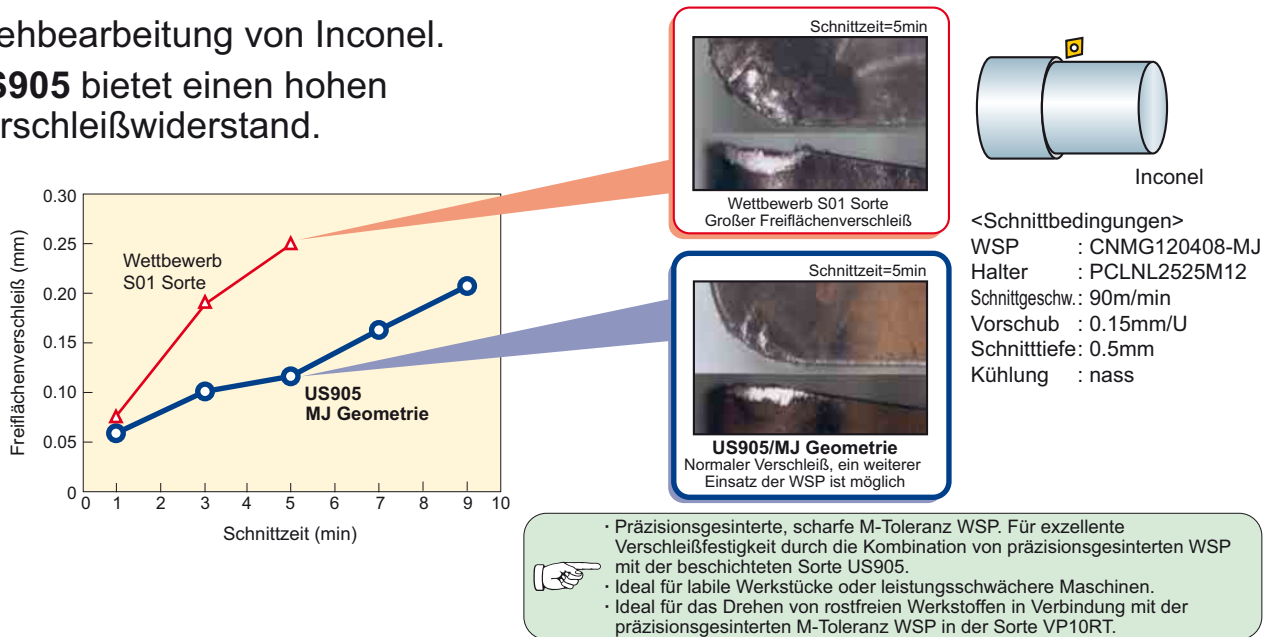 ehbearbeitung von Inconel.
S905 bietet einen hohen
erschleißwiderstand.
Freiflächenverschleiß (mm)
0.30
0.25
0.20
0.15
0.10
0.05
0
0 1 2 3 4 5 6 7 8 9 10
Schnittzeit (min)
Wettbewerb
S01 Sorte
US905
MJ Geometrie
Schnittzeit=5min
Wettbewerb S01 Sorte
Großer Freiflächenverschleiß
Schnittzeit=5min
US905/MJ Geometrie
Normaler Verschleiß, ein weiterer
Einsatz der WSP ist möglich
Inconel
<Schnittbedingungen>
WSP : CNMG120408-MJ
Halter : PCLNL2525M12
Schnittgeschw.: 90m/min
Vorschub : 0.15mm/U
Schnitttiefe: 0.5mm
Kühlung : nass
· Präzisionsgesinterte, scharfe M-Toleranz WSP. Für exzellente
Verschleißfestigkeit durch die Kombination von präzisionsgesinterten WSP
mit der beschichteten Sorte US905.
· Ideal für labile Werkstücke oder leistungsschwächere Maschinen.
· Ideal für das Drehen von rostfreien Werkstoffen in Verbindung mit der
präzisionsgesinterten M-Toleranz WSP in der Sorte VP10RT.